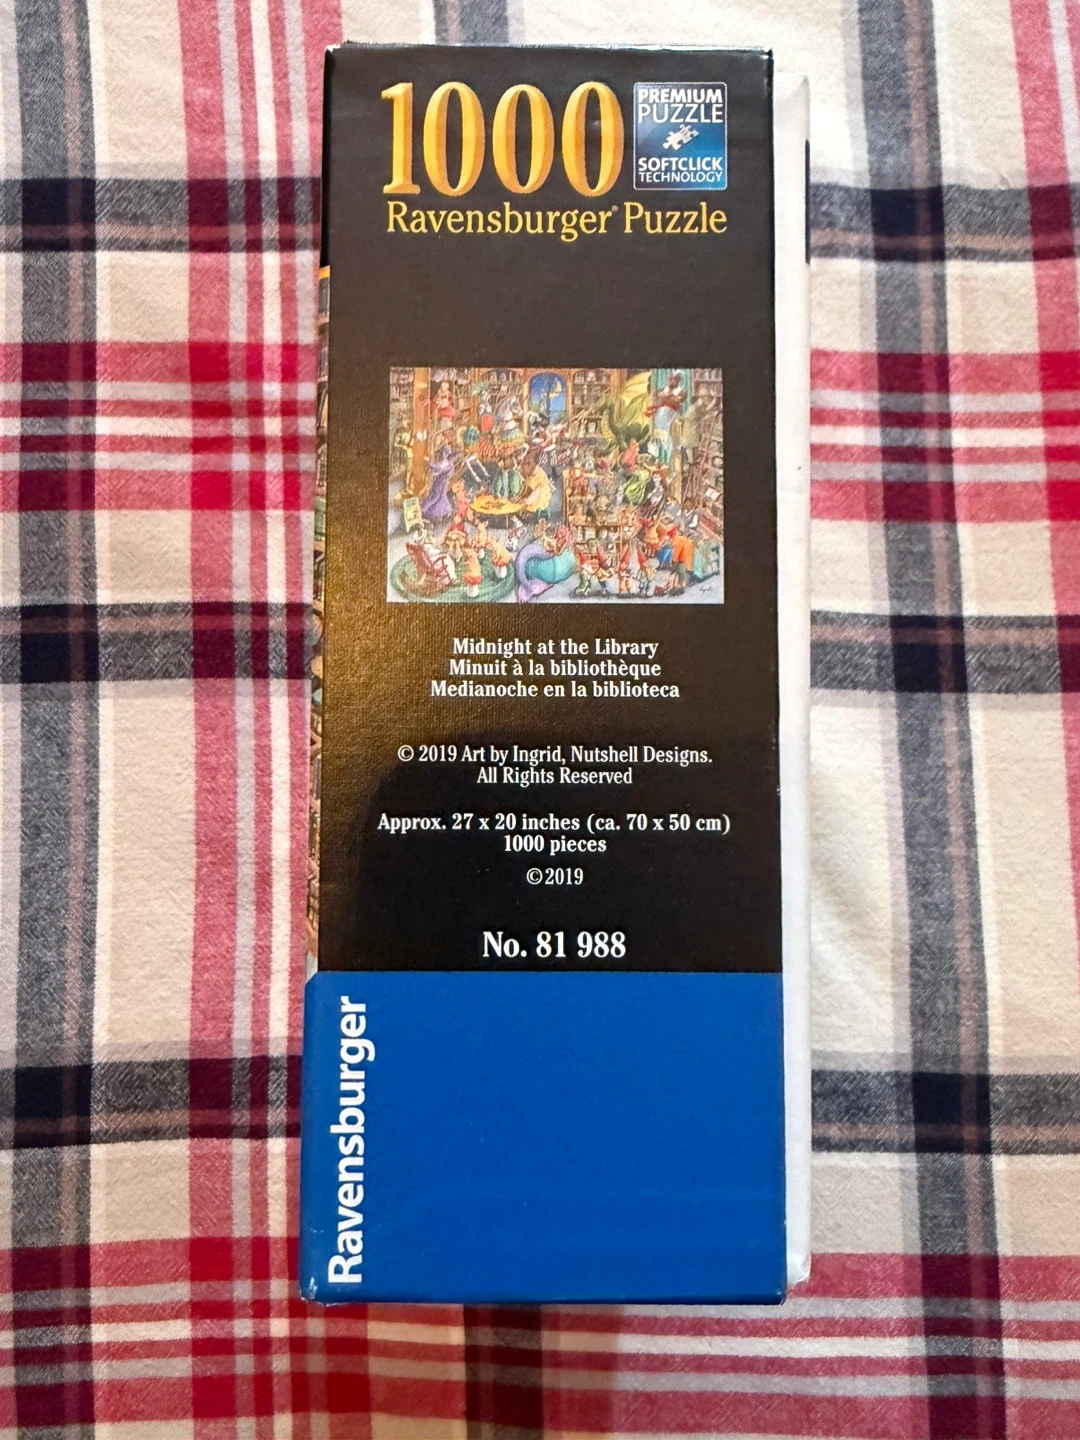 1000
PREMIUM
PUZZLE
SOFTCLICK
TECHNOLOGY
Ravensburger® Puzzle
Midnight at the Library
Minuit à la bibliothèque
Medianoche en la biblioteca
© 2019 Art by Ingrid, Nutshell Designs.
All Rights Reserved
Approx. 27 x 20 inches (ca. 70 x 50 cm)
1000 pieces
©2019
No. 81 988
Ravensburger